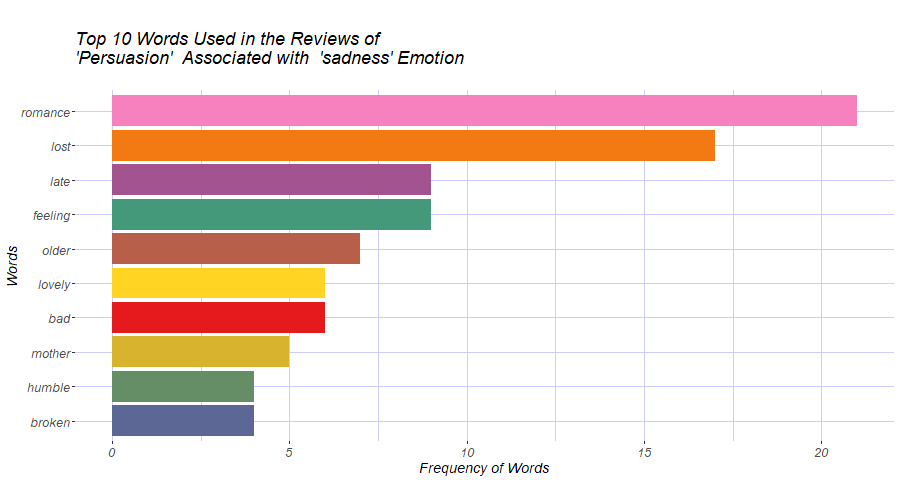 Top 10 Words Used in the Reviews of
'Persuasion'  Associated with  'sadness' Emotion
romance
lost
late
feeling
older
lovely
bad
mother
humble
broken
Words
0 5 10 15 20
Frequency of Words